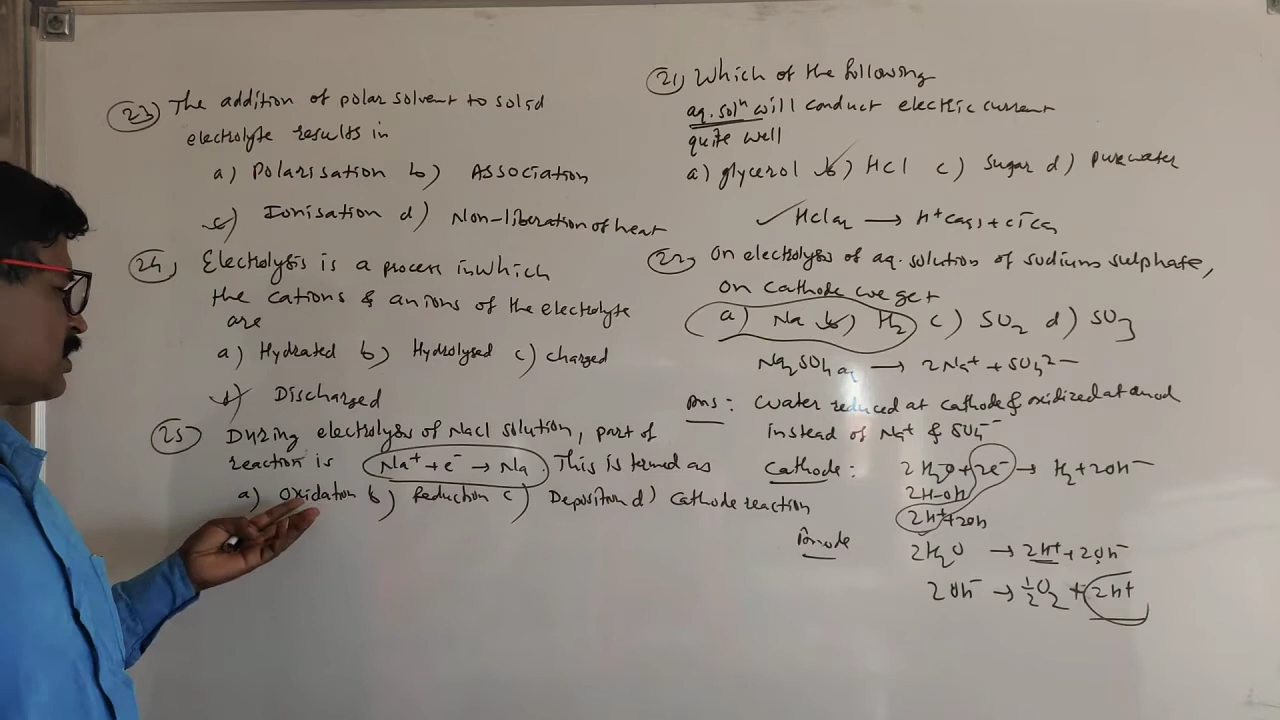 23) The addition of polar solvent to solid
electrolyte results in
a) Polarisation b) Association
c) Ionisation d) Non-liberation of heat
24) Electrolysis is a process in which
the cations & anions of the electrolyte
are
a) Hydrated b) Hydrolysed c) charged
d) Discharged
25) During electrolysis of NaCl solution, part of
reaction is Na⁺ + e⁻ → Na. This is termed as
a) Oxidation b) Reduction c) Deposition d) Cathode reaction
21) Which of the following
aq. solⁿ will conduct electric current
quite well
a) glycerol b) HCl c) Sugar d) pure water
✓ HCl aq → H⁺(aq) + Cl⁻(aq)
22) On electrolysis of aq. solution of sodium sulphate,
on cathode we get
a) Na b) H₂ c) SO₂ d) SO₃
Na₂SO₄ aq → 2Na⁺ + SO₄²⁻
Ans: Water reduced at cathode & oxidized at anod
instead of Na⁺ & SO₄⁻⁻
Cathode: 2H₂O + 2e⁻ → H₂ + 2OH⁻
2H-OH
2H⁺ + 2OH
Anode 2H₂O → 2H⁺ + 2OH⁻
2OH⁻ → ½O₂ + 2H⁺